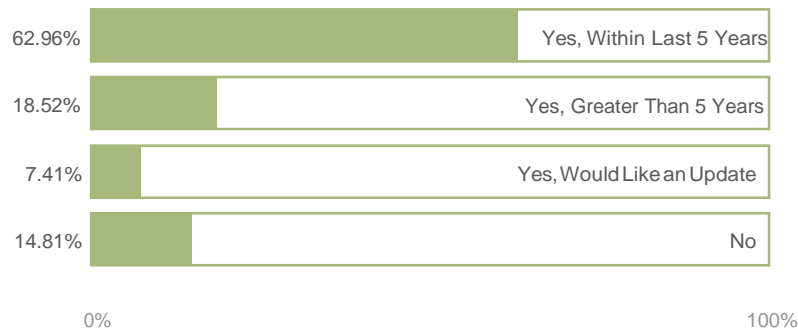 62.96% Yes, Within Last 5 Years
18.52% Yes, Greater Than 5 Years
7.41% Yes, Would Like an Update
14.81% No
0% 100%